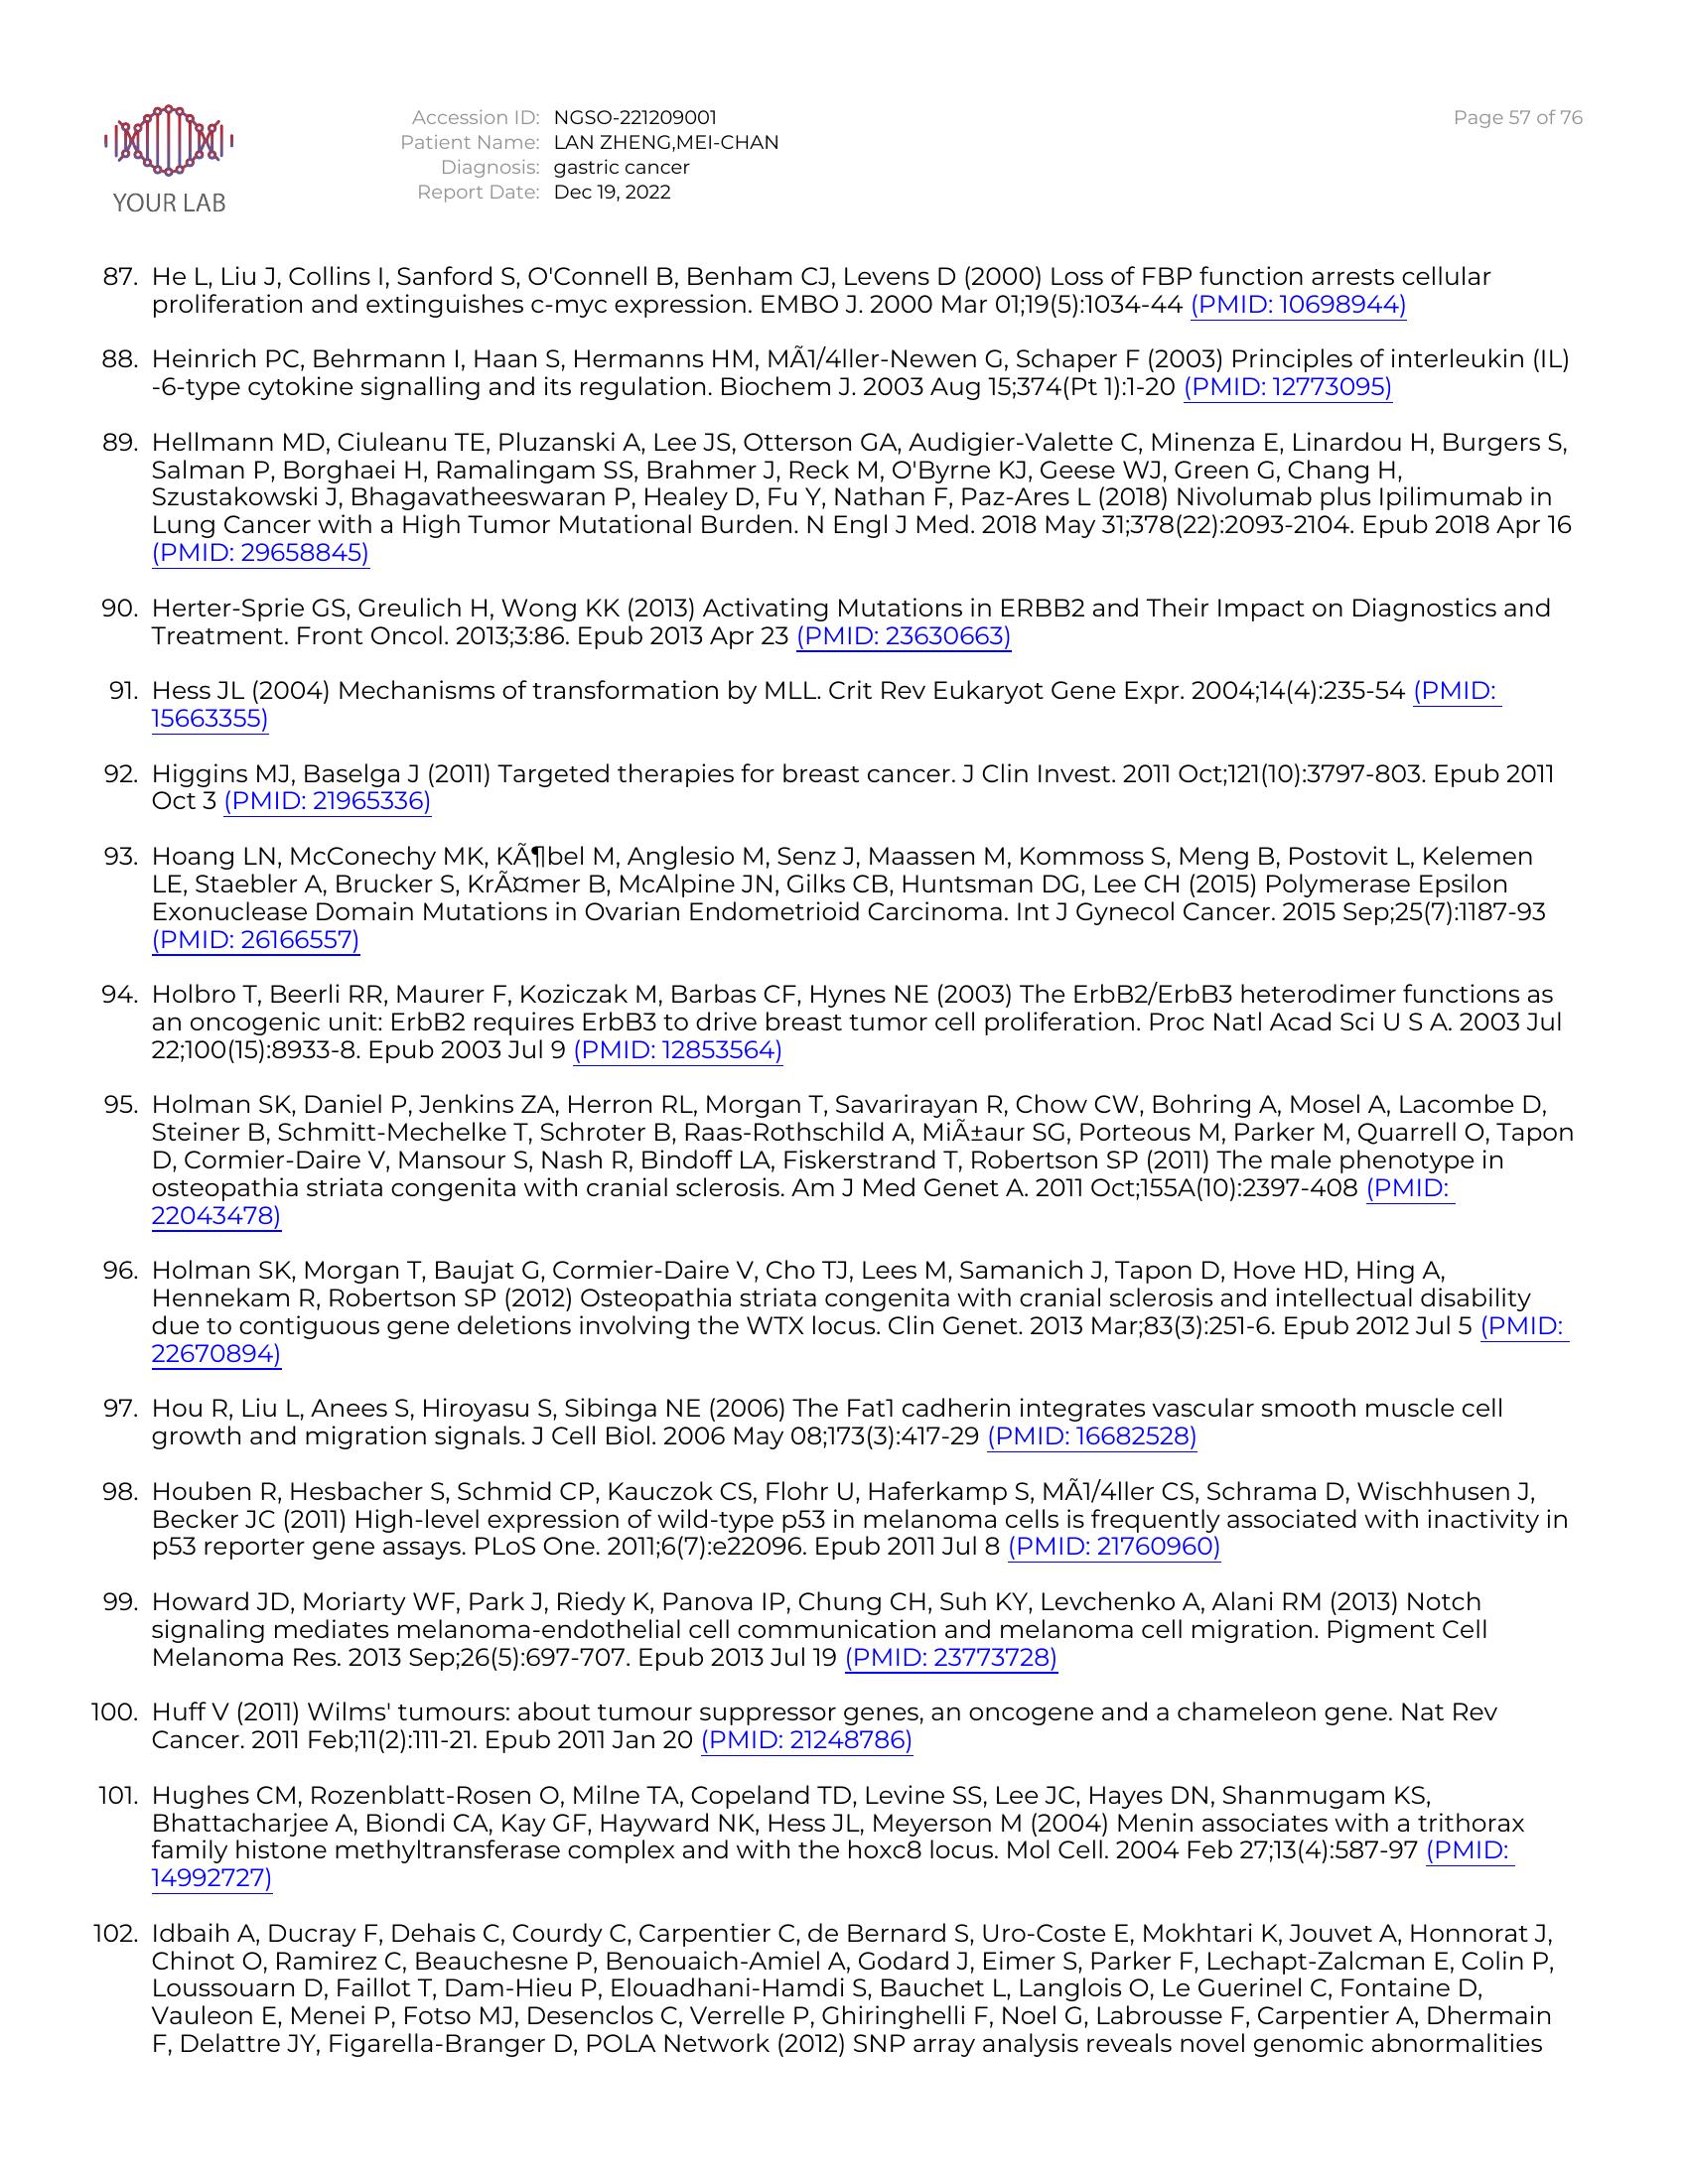 YOUR LAB
Accession ID: NGSO-221209001
Patient Name: LAN ZHENG,MEI-CHAN
Diagnosis: gastric cancer
Report Date: Dec 19, 2022
Page 57 of 76
87. He L, Liu J, Collins I, Sanford S, O'Connell B, Benham CJ, Levens D (2000) Loss of FBP function arrests cellular
proliferation and extinguishes c-myc expression. EMBO J. 2000 Mar 01;19(5):1034-44 (PMID: 10698944)
88. Heinrich PC, Behrmann I, Haan S, Hermanns HM, MÃ1/4ller-Newen G, Schaper F (2003) Principles of interleukin (IL)
-6-type cytokine signalling and its regulation. Biochem J. 2003 Aug 15;374(Pt 1):1-20 (PMID: 12773095)
89. Hellmann MD, Ciuleanu TE, Pluzanski A, Lee JS, Otterson GA, Audigier-Valette C, Minenza E, Linardou H, Burgers S,
Salman P, Borghaei H, Ramalingam SS, Brahmer J, Reck M, O'Byrne KJ, Geese WJ, Green G, Chang H,
Szustakowski J, Bhagavatheeswaran P, Healey D, Fu Y, Nathan F, Paz-Ares L (2018) Nivolumab plus Ipilimumab in
Lung Cancer with a High Tumor Mutational Burden. N Engl J Med. 2018 May 31;378(22):2093-2104. Epub 2018 Apr 16
(PMID: 29658845)
90. Herter-Sprie GS, Greulich H, Wong KK (2013) Activating Mutations in ERBB2 and Their Impact on Diagnostics and
Treatment. Front Oncol. 2013;3:86. Epub 2013 Apr 23 (PMID: 23630663)
91. Hess JL (2004) Mechanisms of transformation by MLL. Crit Rev Eukaryot Gene Expr. 2004;14(4):235-54 (PMID:
15663355)
92. Higgins MJ, Baselga J (2011) Targeted therapies for breast cancer. J Clin Invest. 2011 Oct;121(10):3797-803. Epub 2011
Oct 3 (PMID: 21965336)
93. Hoang LN, McConechy MK, KÃ¶bel M, Anglesio M, Senz J, Maassen M, Kommoss S, Meng B, Postovit L, Kelemen
LE, Staebler A, Brucker S, KrÃ¤mer B, McAlpine JN, Gilks CB, Huntsman DG, Lee CH (2015) Polymerase Epsilon
Exonuclease Domain Mutations in Ovarian Endometrioid Carcinoma. Int J Gynecol Cancer. 2015 Sep;25(7):1187-93
(PMID: 26166557)
94. Holbro T, Beerli RR, Maurer F, Koziczak M, Barbas CF, Hynes NE (2003) The ErbB2/ErbB3 heterodimer functions as
an oncogenic unit: ErbB2 requires ErbB3 to drive breast tumor cell proliferation. Proc Natl Acad Sci U S A. 2003 Jul
22;100(15):8933-8. Epub 2003 Jul 9 (PMID: 12853564)
95. Holman SK, Daniel P, Jenkins ZA, Herron RL, Morgan T, Savarirayan R, Chow CW, Bohring A, Mosel A, Lacombe D,
Steiner B, Schmitt-Mechelke T, Schroter B, Raas-Rothschild A, MiÃ±aur SG, Porteous M, Parker M, Quarrell O, Tapon
D, Cormier-Daire V, Mansour S, Nash R, Bindoff LA, Fiskerstrand T, Robertson SP (2011) The male phenotype in
osteopathia striata congenita with cranial sclerosis. Am J Med Genet A. 2011 Oct;155A(10):2397-408 (PMID:
22043478)
96. Holman SK, Morgan T, Baujat G, Cormier-Daire V, Cho TJ, Lees M, Samanich J, Tapon D, Hove HD, Hing A,
Hennekam R, Robertson SP (2012) Osteopathia striata congenita with cranial sclerosis and intellectual disability
due to contiguous gene deletions involving the WTX locus. Clin Genet. 2013 Mar;83(3):251-6. Epub 2012 Jul 5 (PMID:
22670894)
97. Hou R, Liu L, Anees S, Hiroyasu S, Sibinga NE (2006) The Fat1 cadherin integrates vascular smooth muscle cell
growth and migration signals. J Cell Biol. 2006 May 08;173(3):417-29 (PMID: 16682528)
98. Houben R, Hesbacher S, Schmid CP, Kauczok CS, Flohr U, Haferkamp S, MÃ1/4ller CS, Schrama D, Wischhusen J,
Becker JC (2011) High-level expression of wild-type p53 in melanoma cells is frequently associated with inactivity in
p53 reporter gene assays. PLoS One. 2011;6(7):e22096. Epub 2011 Jul 8 (PMID: 21760960)
99. Howard JD, Moriarty WF, Park J, Riedy K, Panova IP, Chung CH, Suh KY, Levchenko A, Alani RM (2013) Notch
signaling mediates melanoma-endothelial cell communication and melanoma cell migration. Pigment Cell
Melanoma Res. 2013 Sep;26(5):697-707. Epub 2013 Jul 19 (PMID: 23773728)
100. Huff V (2011) Wilms' tumours: about tumour suppressor genes, an oncogene and a chameleon gene. Nat Rev
Cancer. 2011 Feb;11(2):111-21. Epub 2011 Jan 20 (PMID: 21248786)
101. Hughes CM, Rozenblatt-Rosen O, Milne TA, Copeland TD, Levine SS, Lee JC, Hayes DN, Shanmugam KS,
Bhattacharjee A, Biondi CA, Kay GF, Hayward NK, Hess JL, Meyerson M (2004) Menin associates with a trithorax
family histone methyltransferase complex and with the hoxc8 locus. Mol Cell. 2004 Feb 27;13(4):587-97 (PMID:
14992727)
102. Idbaih A, Ducray F, Dehais C, Courdy C, Carpentier C, de Bernard S, Uro-Coste E, Mokhtari K, Jouvet A, Honnorat J,
Chinot O, Ramirez C, Beauchesne P, Benouaich-Amiel A, Godard J, Eimer S, Parker F, Lechapt-Zalcman E, Colin P,
Loussouarn D, Faillot T, Dam-Hieu P, Elouadhani-Hamdi S, Bauchet L, Langlois O, Le Guerinel C, Fontaine D,
Vauleon E, Menei P, Fotso MJ, Desenclos C, Verrelle P, Ghiringhelli F, Noel G, Labrousse F, Carpentier A, Dhermain
F, Delattre JY, Figarella-Branger D, POLA Network (2012) SNP array analysis reveals novel genomic abnormalities